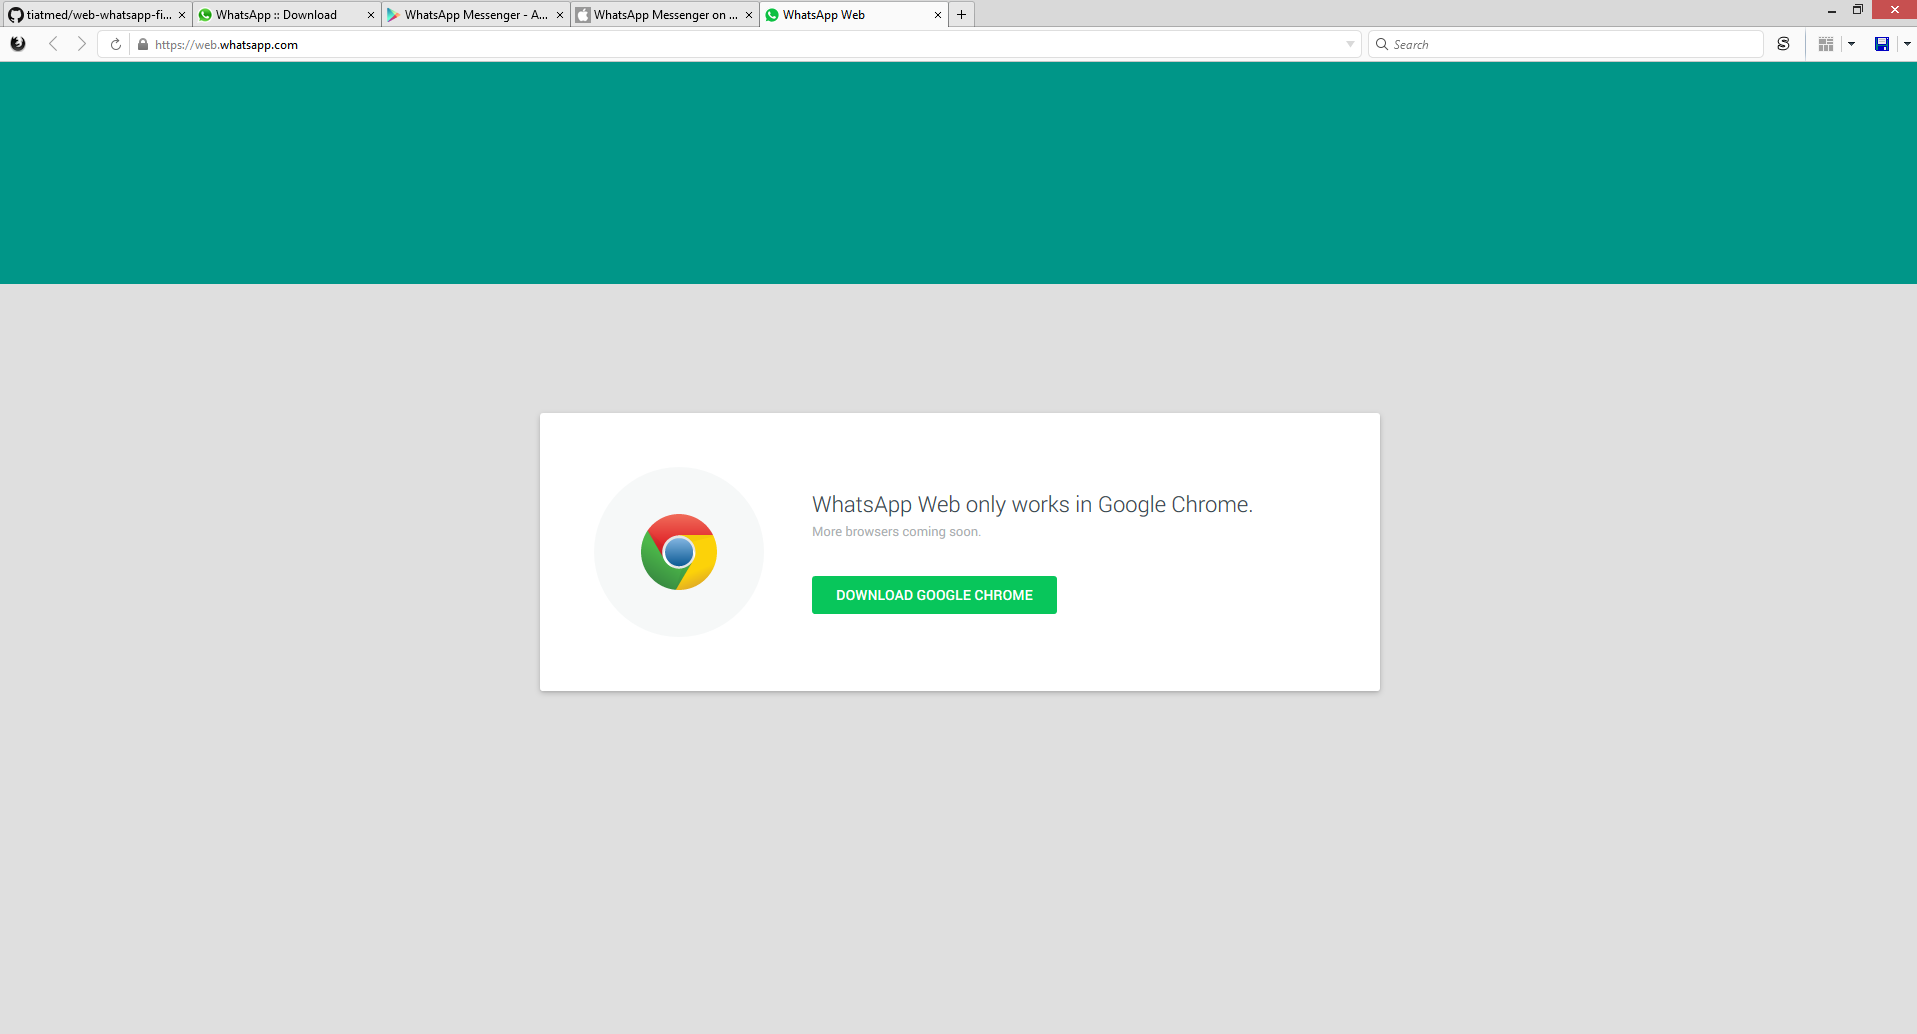 tiatmed/web-whatsapp-fi...
WhatsApp :: Download
WhatsApp Messenger - A...
WhatsApp Messenger on ...
WhatsApp Web
https://web.whatsapp.com
Search
S
WhatsApp Web only works in Google Chrome.
More browsers coming soon.
DOWNLOAD GOOGLE CHROME